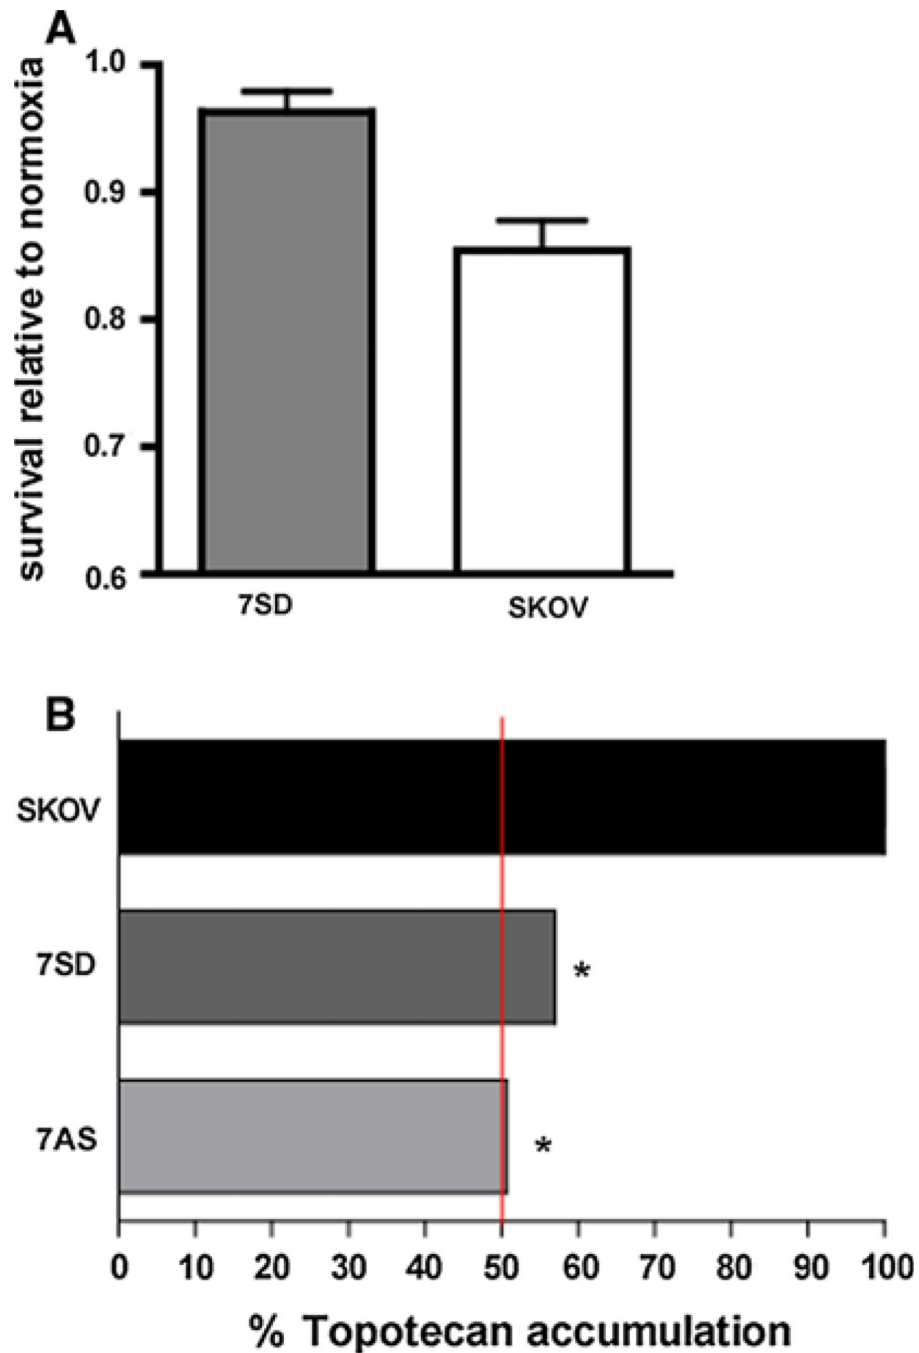 A
survival relative to normoxia
1.0
0.9
0.8
0.7
0.6
7SD
SKOV
B
SKOV
7SD
*
7AS
*
0 10 20 30 40 50 60 70 80 90 100
% Topotecan accumulation